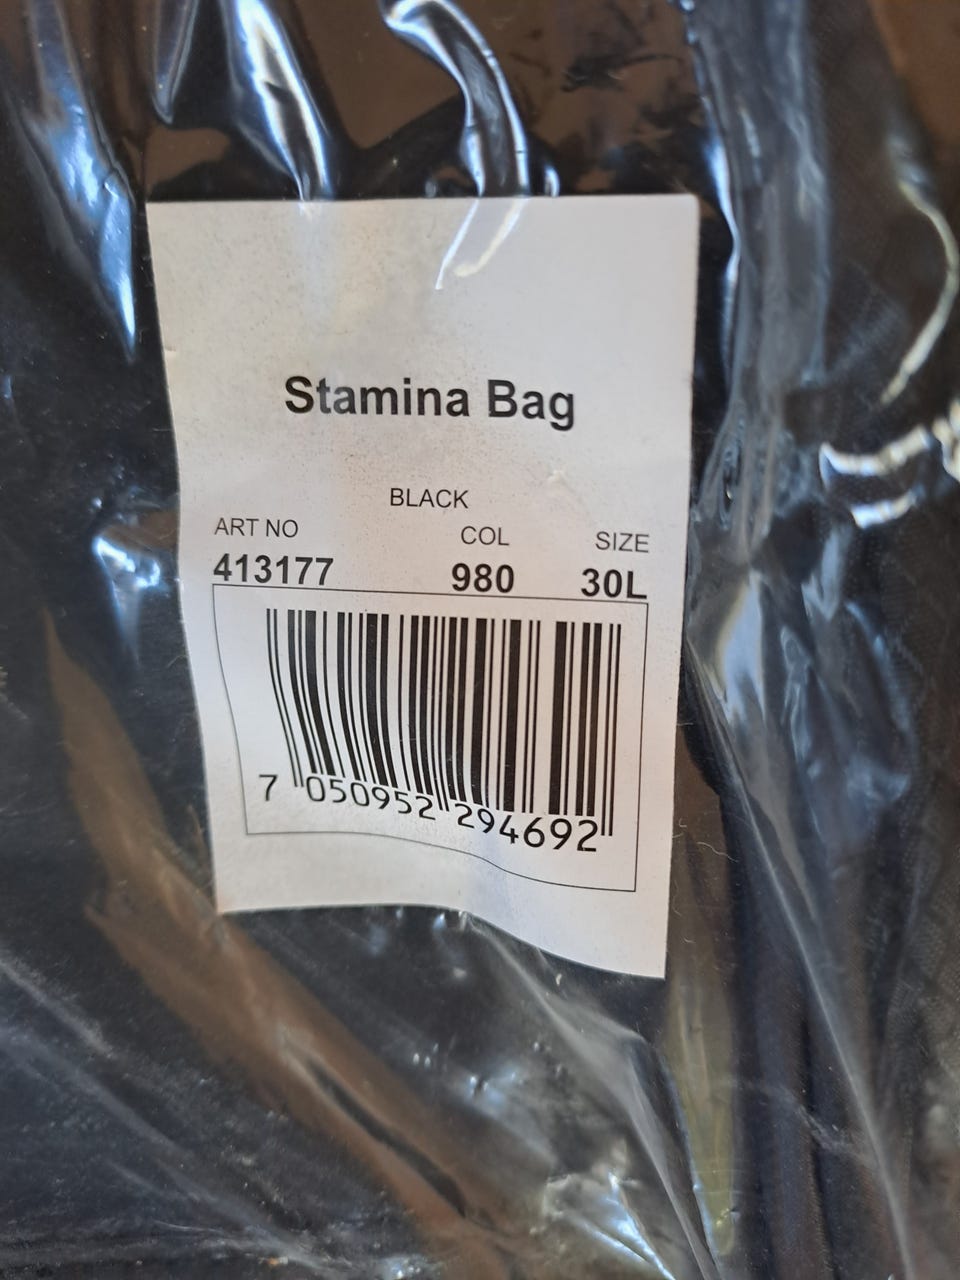 Stamina Bag
BLACK
ART NO COL SIZE
413177 980 30L
7 050952 294692